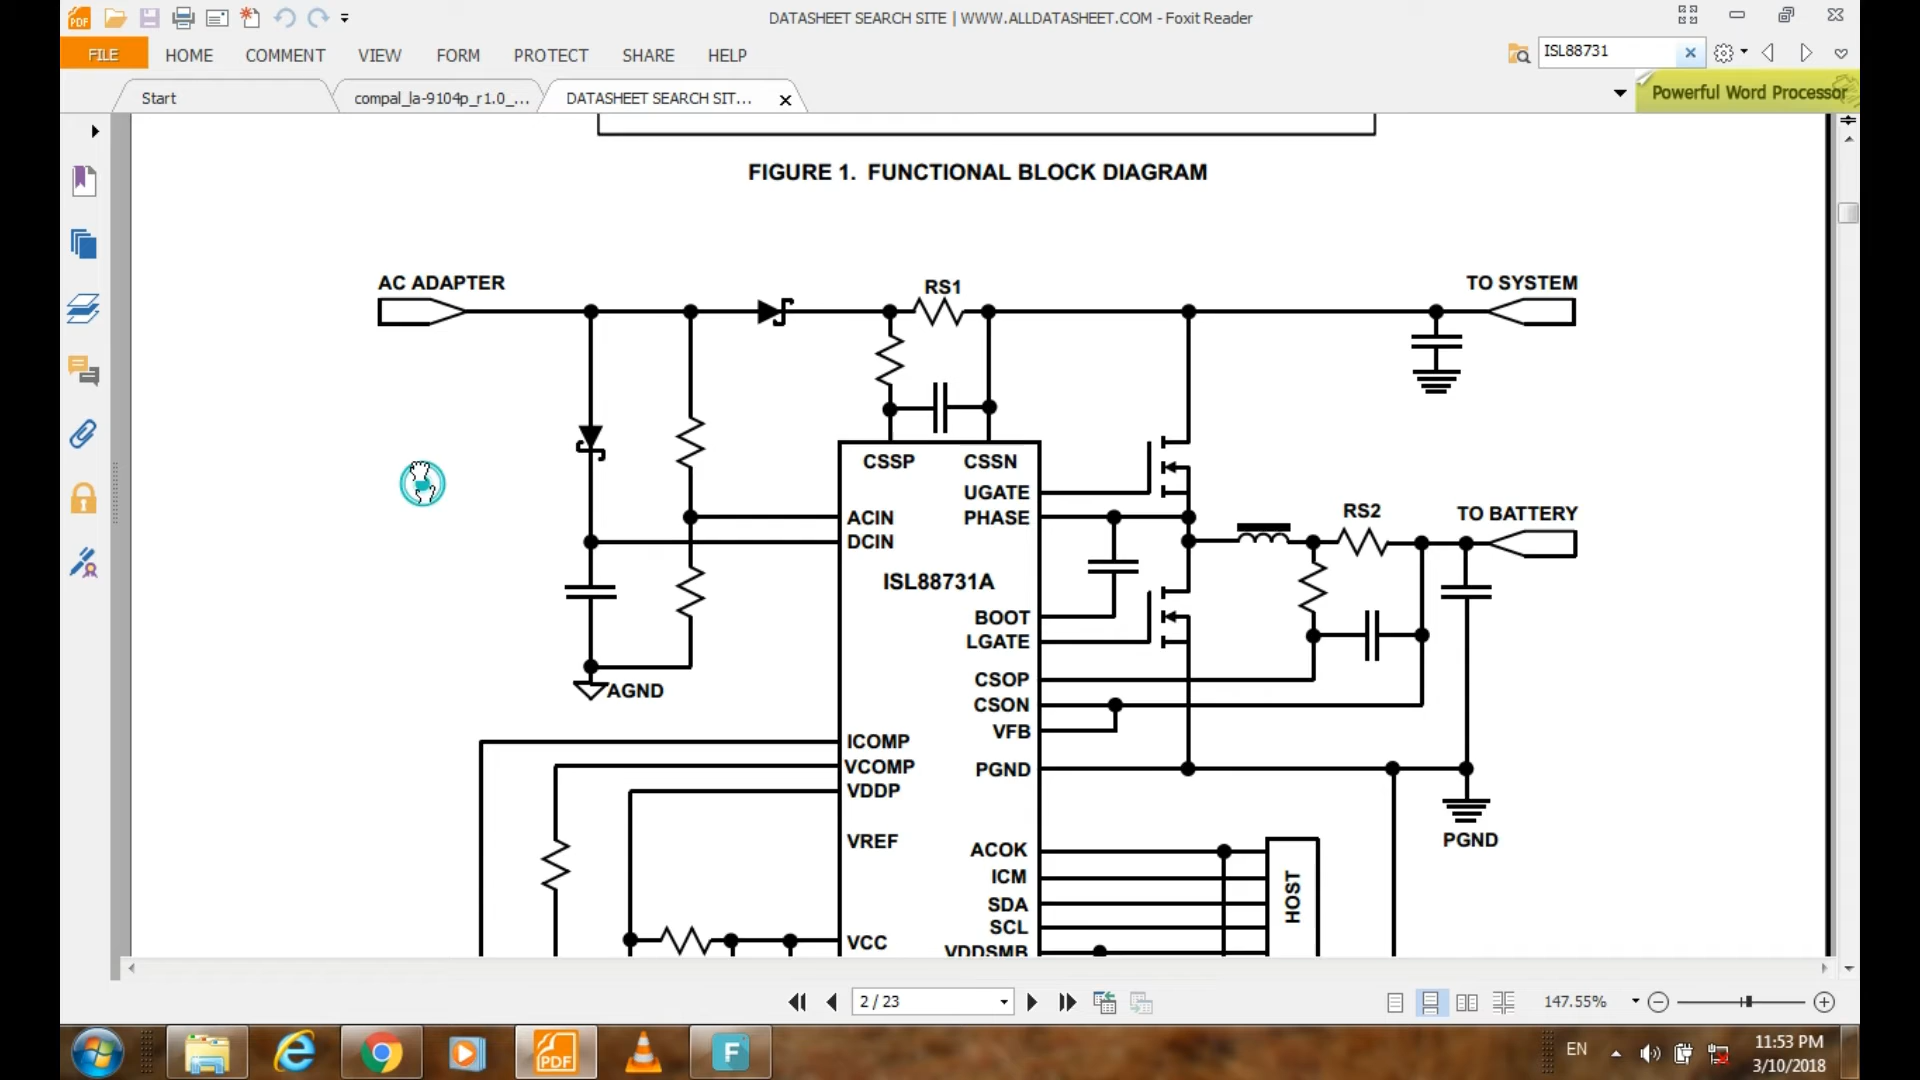 DATASHEET SEARCH SITE | WWW.ALLDATASHEET.COM - Foxit Reader
FILE HOME COMMENT VIEW FORM PROTECT SHARE HELP
ISL88731
Start compal_la-9104p_r1.0_... DATASHEET SEARCH SIT...
Powerful Word Processor
FIGURE 1. FUNCTIONAL BLOCK DIAGRAM
AC ADAPTER
RS1
TO SYSTEM
CSSP CSSN
UGATE
ACIN PHASE
DCIN
RS2
TO BATTERY
ISL88731A
BOOT
LGATE
CSOP
AGND
CSON
VFB
ICOMP
VCOMP PGND
VDDP
VREF
PGND
ACOK
ICM
SDA
SCL
HOST
VCC
VDDSMB
2 / 23
147.55%
PDF
F
EN
11:53 PM
3/10/2018